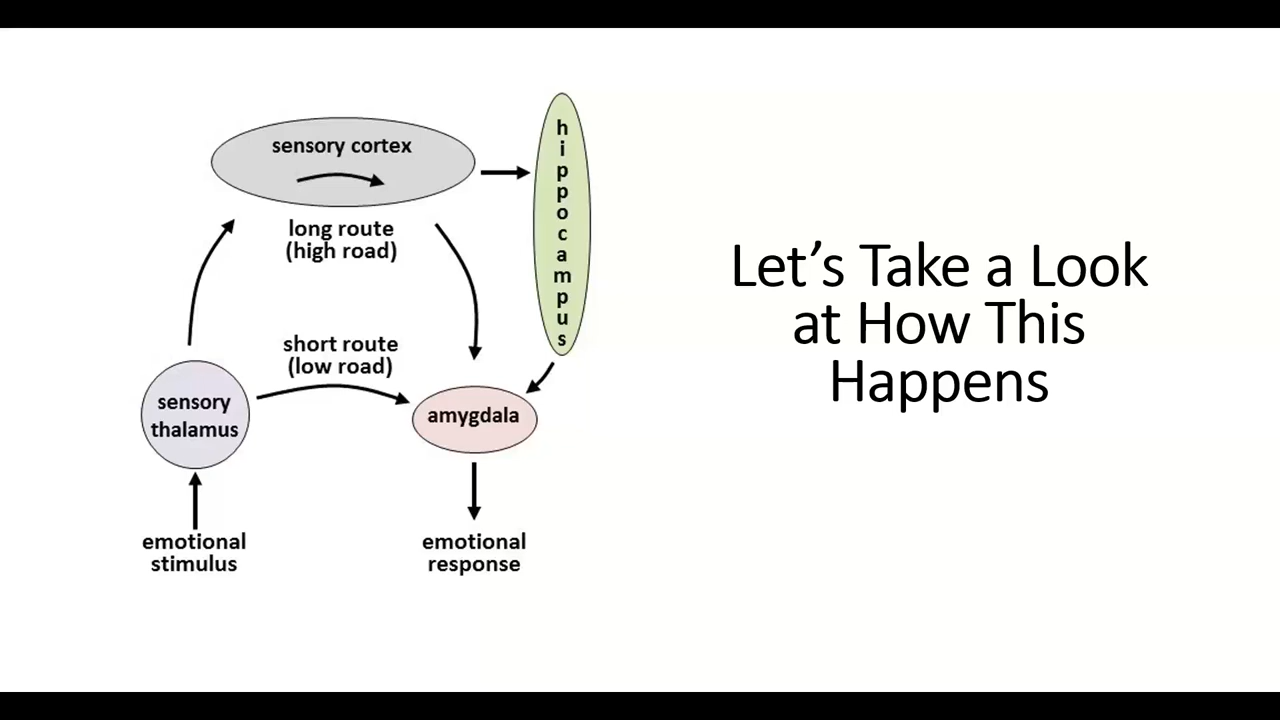 sensory cortex
long route
(high road)
hippocampus
short route
(low road)
sensory
thalamus
amygdala
emotional
stimulus
emotional
response
Let’s Take a Look
at How This
Happens